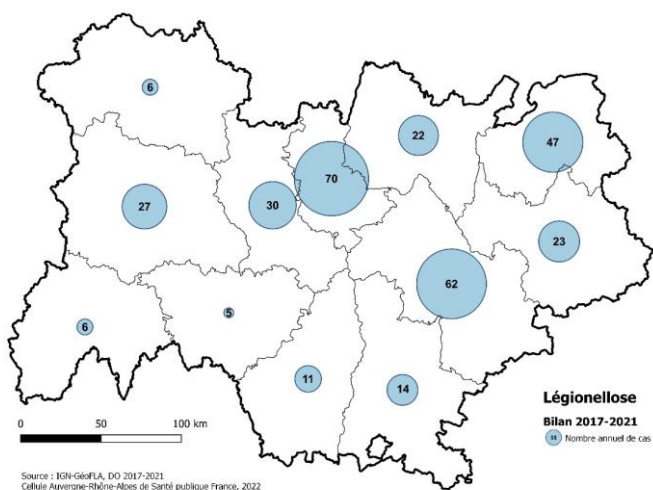 6
22
47
70
27
30
23
62
6
5
11
14
Légionellose
Bilan 2017-2021
11 Nombre annuel de cas
0 50 100 km
Source : IGN-GéoFLA, DO 2017-2021
Cellule Auvergne-Rhône-Alpes de Santé publique France, 2022